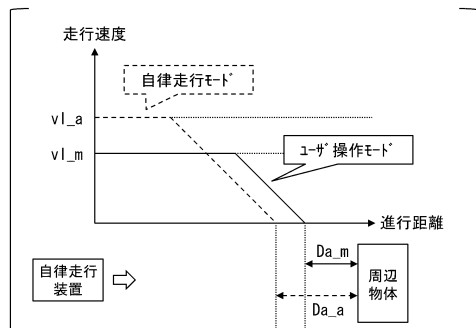 走行速度
自律走行ﾓｰﾄﾞ
vl_a
vl_m
ﾕｰｻﾞ操作ﾓｰﾄﾞ
進行距離
Da_m
自律走行
装置
周辺
物体
Da_a